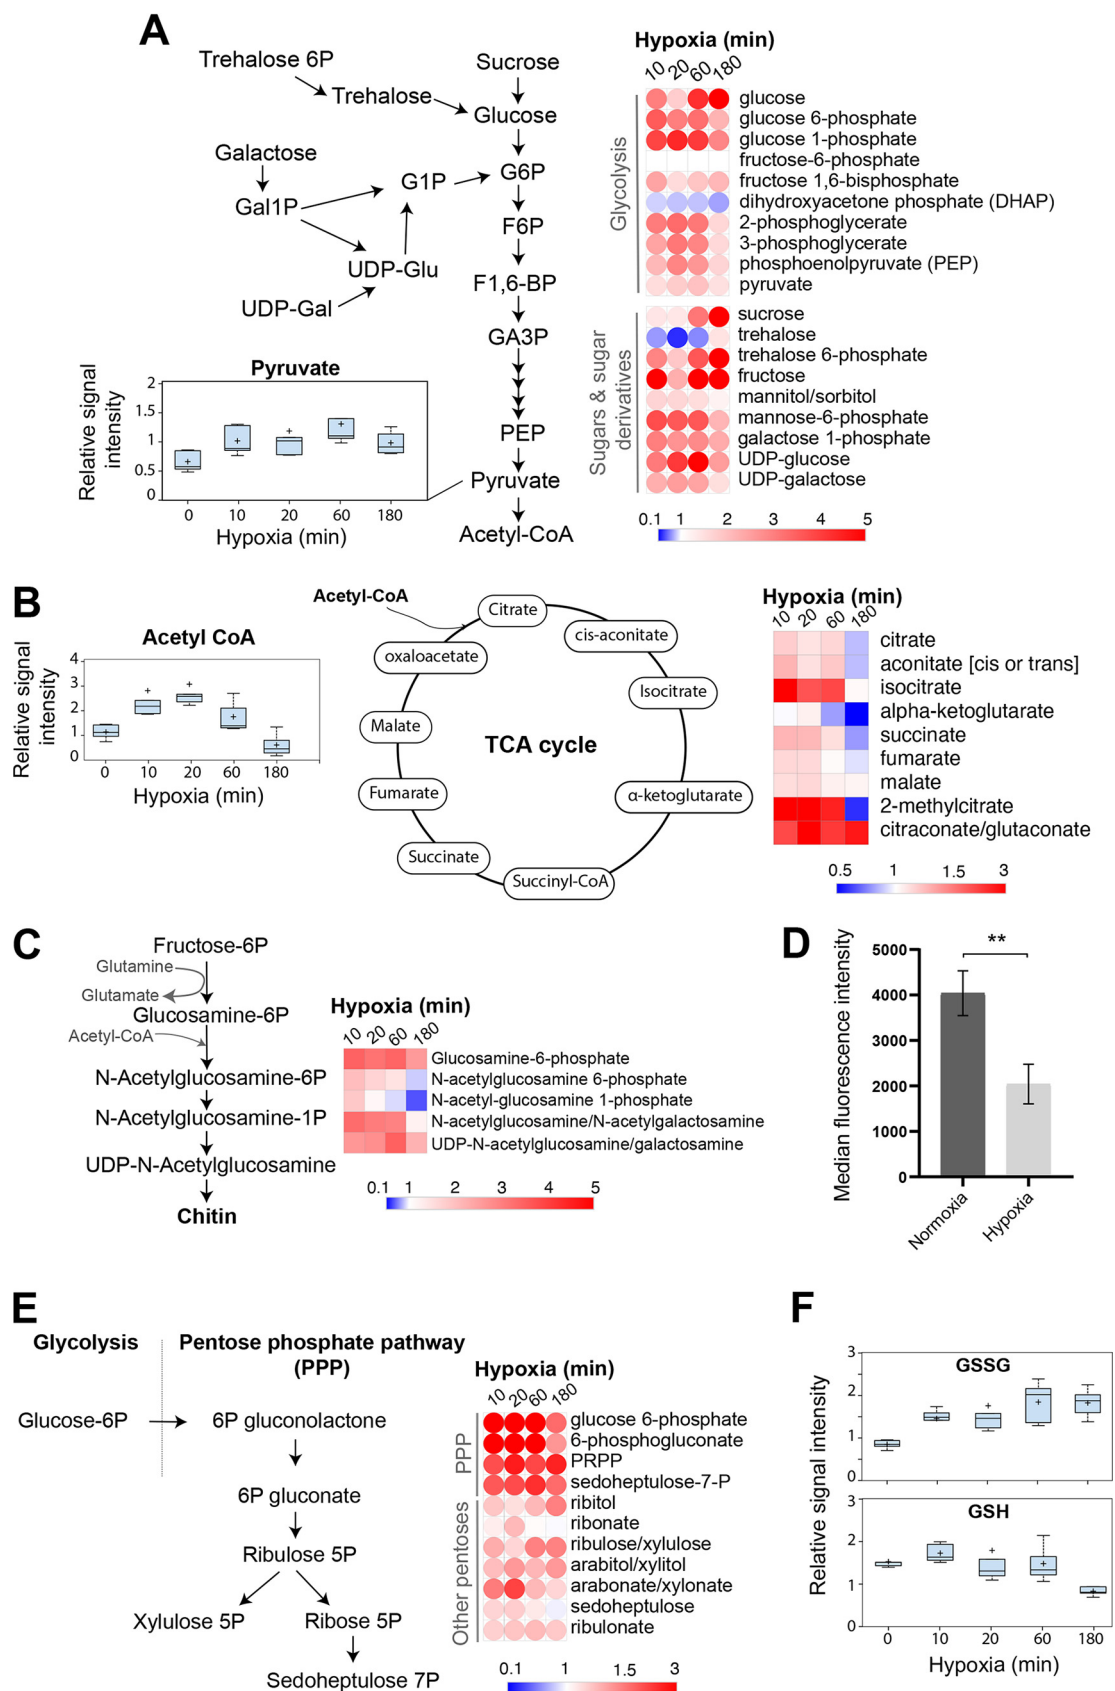 A
Trehalose 6P
Trehalose
Sucrose
Glucose
Galactose
Gal1P
G1P
G6P
UDP-Glu
UDP-Gal
F6P
F1,6-BP
GA3P
PEP
Pyruvate
Acetyl-CoA
Pyruvate
Relative signal
intensity
2
1.5
1
0.5
0
0 10 20 60 180
Hypoxia (min)
Hypoxia (min)
10 20 60 180
Glycolysis
glucose
glucose 6-phosphate
glucose 1-phosphate
fructose-6-phosphate
fructose 1,6-bisphosphate
dihydroxyacetone phosphate (DHAP)
2-phosphoglycerate
3-phosphoglycerate
phosphoenolpyruvate (PEP)
pyruvate
Sugars & sugar
derivatives
sucrose
trehalose
trehalose 6-phosphate
fructose
mannitol/sorbitol
mannose-6-phosphate
galactose 1-phosphate
UDP-glucose
UDP-galactose
0.1 1 2 3 4 5
B
Acetyl CoA
Relative signal
intensity
4
3
2
1
0
0 10 20 60 180
Hypoxia (min)
Acetyl-CoA
Citrate
cis-aconitate
Isocitrate
α-ketoglutarate
Succinyl-CoA
Succinate
Fumarate
Malate
oxaloacetate
TCA cycle
Hypoxia (min)
10 20 60 180
citrate
aconitate [cis or trans]
isocitrate
alpha-ketoglutarate
succinate
fumarate
malate
2-methylcitrate
citraconate/glutaconate
0.5 1 1.5 3
C
Fructose-6P
Glutamine
Glutamate
Glucosamine-6P
Acetyl-CoA
N-Acetylglucosamine-6P
N-Acetylglucosamine-1P
UDP-N-Acetylglucosamine
Chitin
Hypoxia (min)
10 20 60 180
Glucosamine-6-phosphate
N-acetylglucosamine 6-phosphate
N-acetyl-glucosamine 1-phosphate
N-acetylglucosamine/N-acetylgalactosamine
UDP-N-acetylglucosamine/galactosamine
0.1 1 2 3 4 5
D
Median fluorescence intensity
5000
4000
3000
2000
1000
0
**
Normoxia
Hypoxia
E
Glycolysis
Pentose phosphate pathway
(PPP)
Glucose-6P
6P gluconolactone
6P gluconate
Ribulose 5P
Xylulose 5P
Ribose 5P
Sedoheptulose 7P
Hypoxia (min)
10 20 60 180
PPP
glucose 6-phosphate
6-phosphogluconate
PRPP
sedoheptulose-7-P
Other pentoses
ribitol
ribonate
ribulose/xylulose
arabitol/xylitol
arabonate/xylonate
sedoheptulose
ribulonate
0.1 1 1.5 3
F
Relative signal intensity
GSSG
3
2
1
0
GSH
3
2
1
0
0 10 20 60 180
Hypoxia (min)